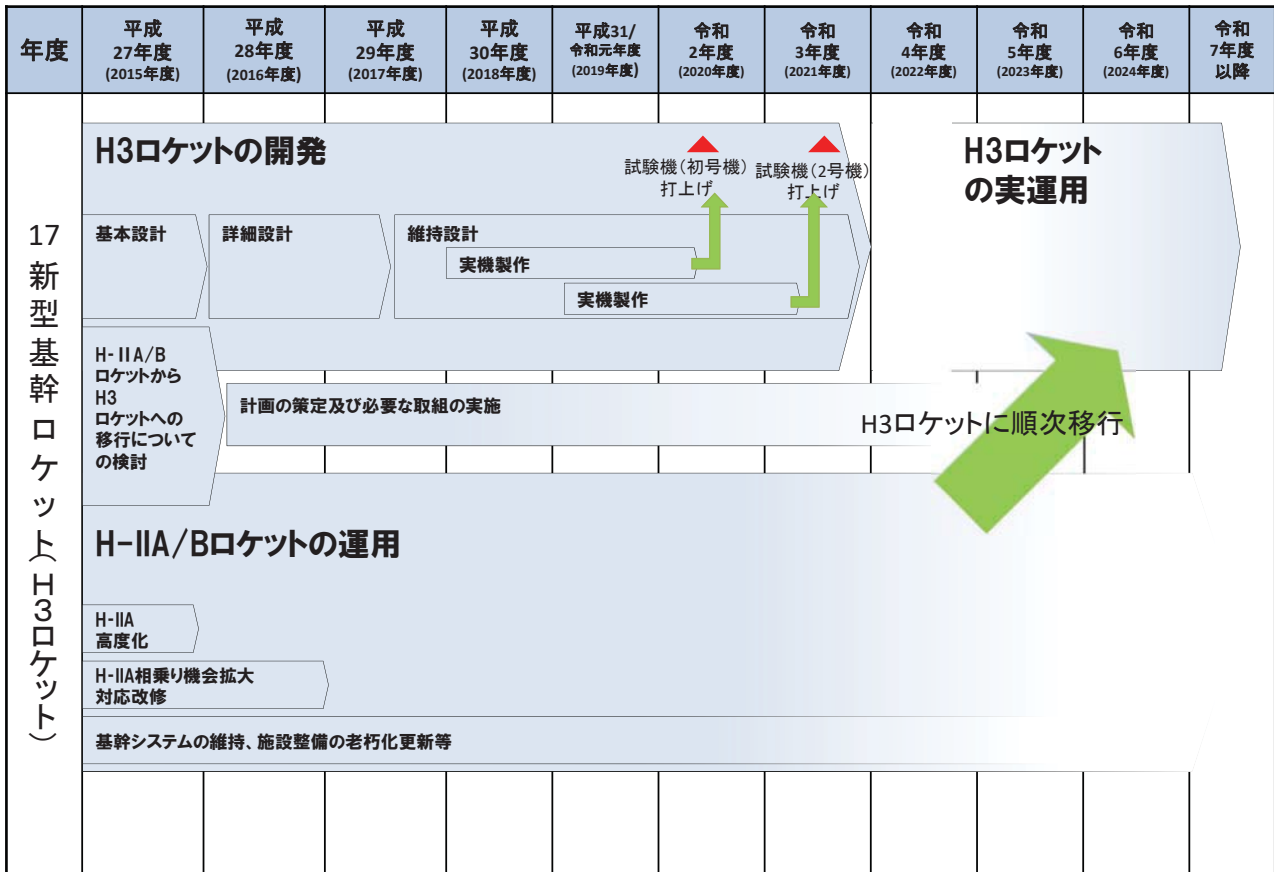 年度
平成
27年度
(2015年度)
平成
28年度
(2016年度)
平成
29年度
(2017年度)
平成
30年度
(2018年度)
平成31/
令和元年度
(2019年度)
令和
2年度
(2020年度)
令和
3年度
(2021年度)
令和
4年度
(2022年度)
令和
5年度
(2023年度)
令和
6年度
(2024年度)
令和
7年度
以降
17新型基幹ロケット(H3ロケット)
H3ロケットの開発
試験機(初号機)
打上げ
試験機(2号機)
打上げ
H3ロケット
の実運用
基本設計
詳細設計
維持設計
実機製作
実機製作
H-IIA/B
ロケットから
H3
ロケットへの
移行について
の検討
計画の策定及び必要な取組の実施
H3ロケットに順次移行
H-IIA/Bロケットの運用
H-IIA
高度化
H-IIA相乗り機会拡大
対応改修
基幹システムの維持、施設整備の老朽化更新等